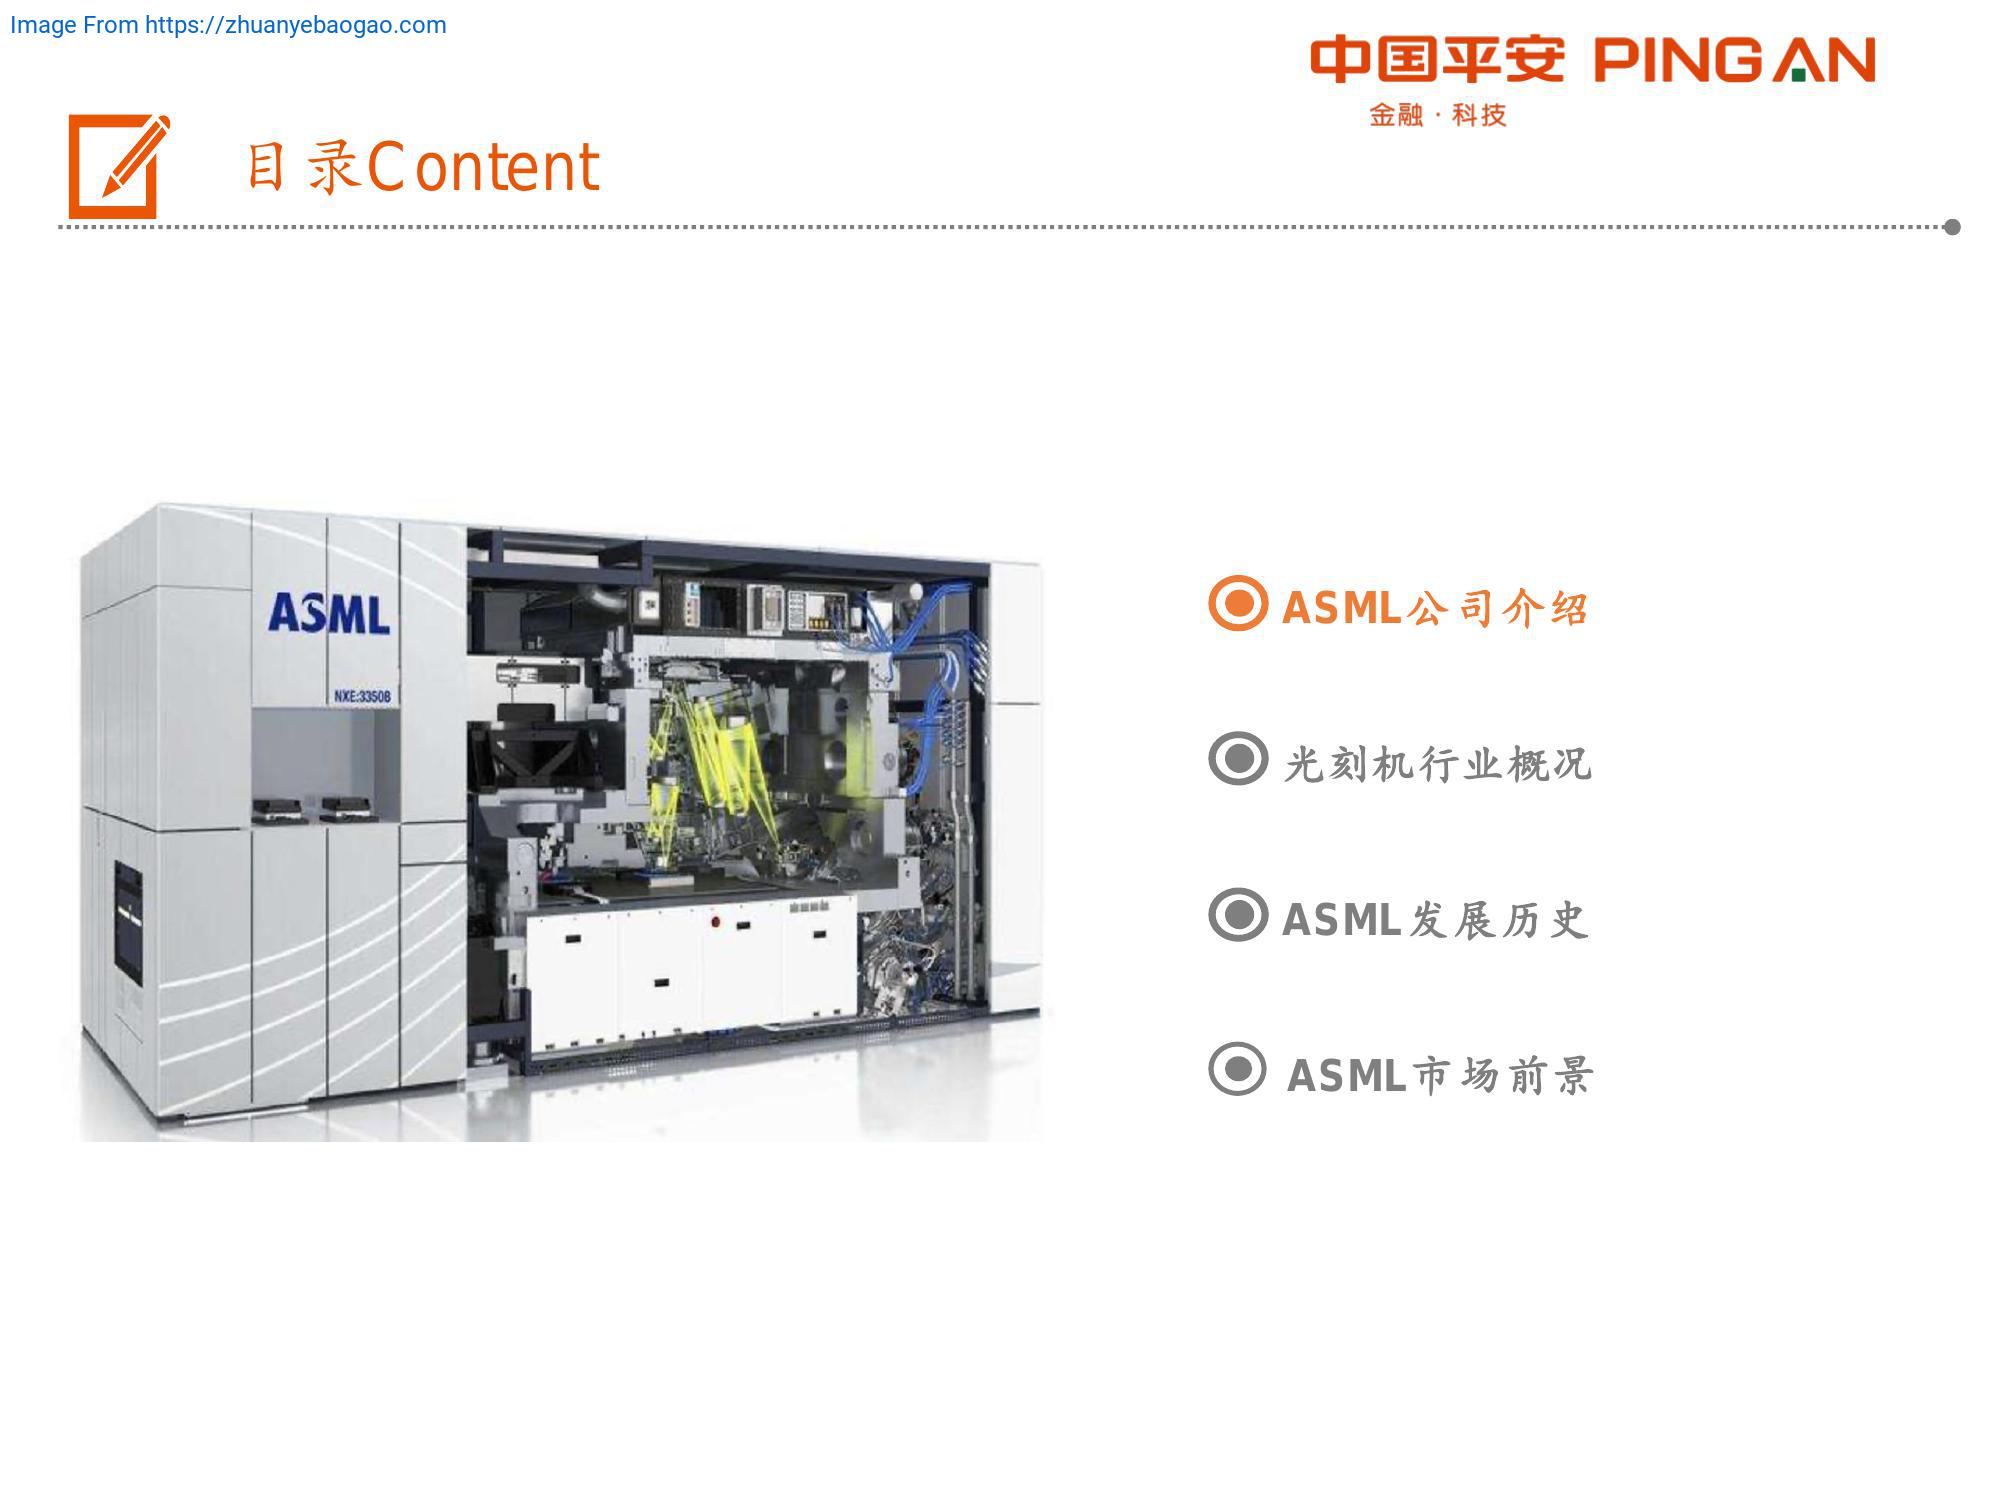 Image From https://zhuanyebaogao.com
中国平安 PINGAN
金融·科技
目录Content
ASML
NXE:3350B
ASML公司介绍
光刻机行业概况
ASML发展历史
ASML市场前景